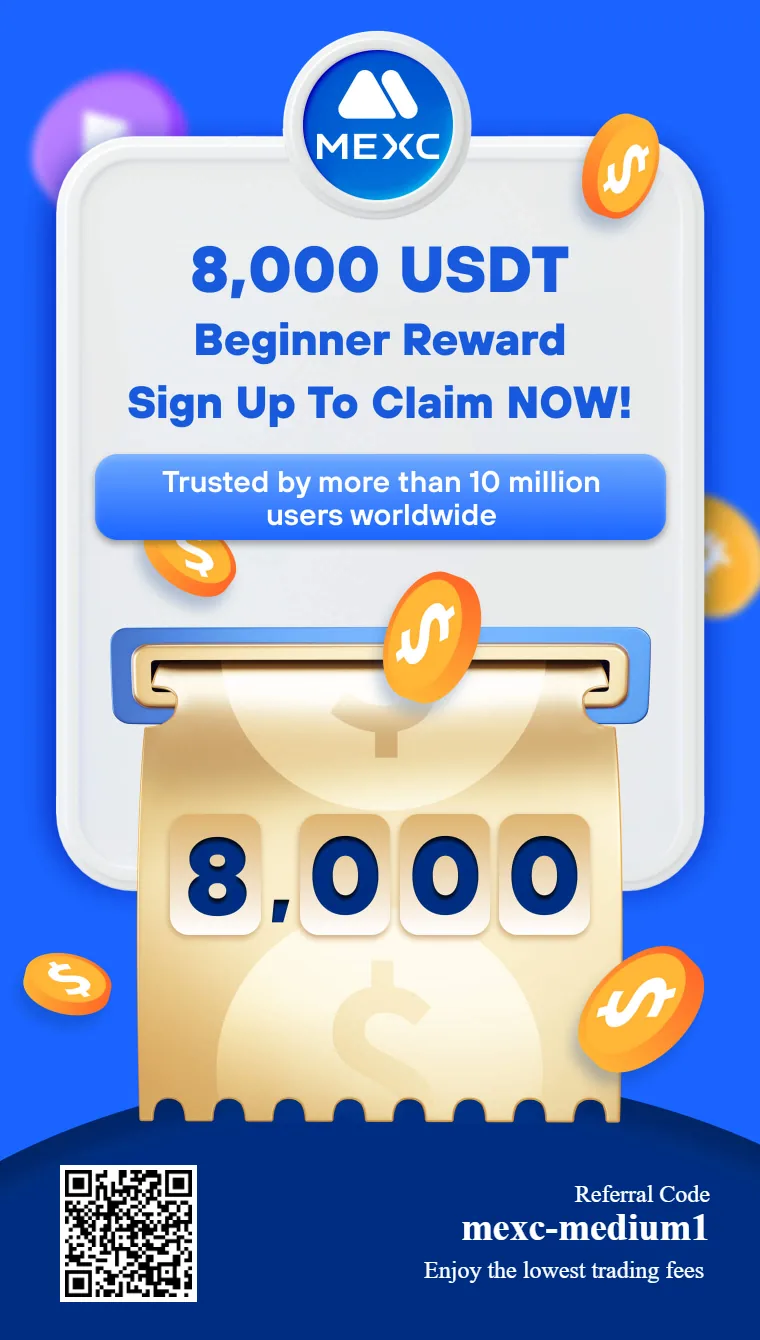 MEXC
8,000 USDT
Beginner Reward
Sign Up To Claim NOW!
Trusted by more than 10 million
users worldwide
8,000
Referral Code
mexc-medium1
Enjoy the lowest trading fees